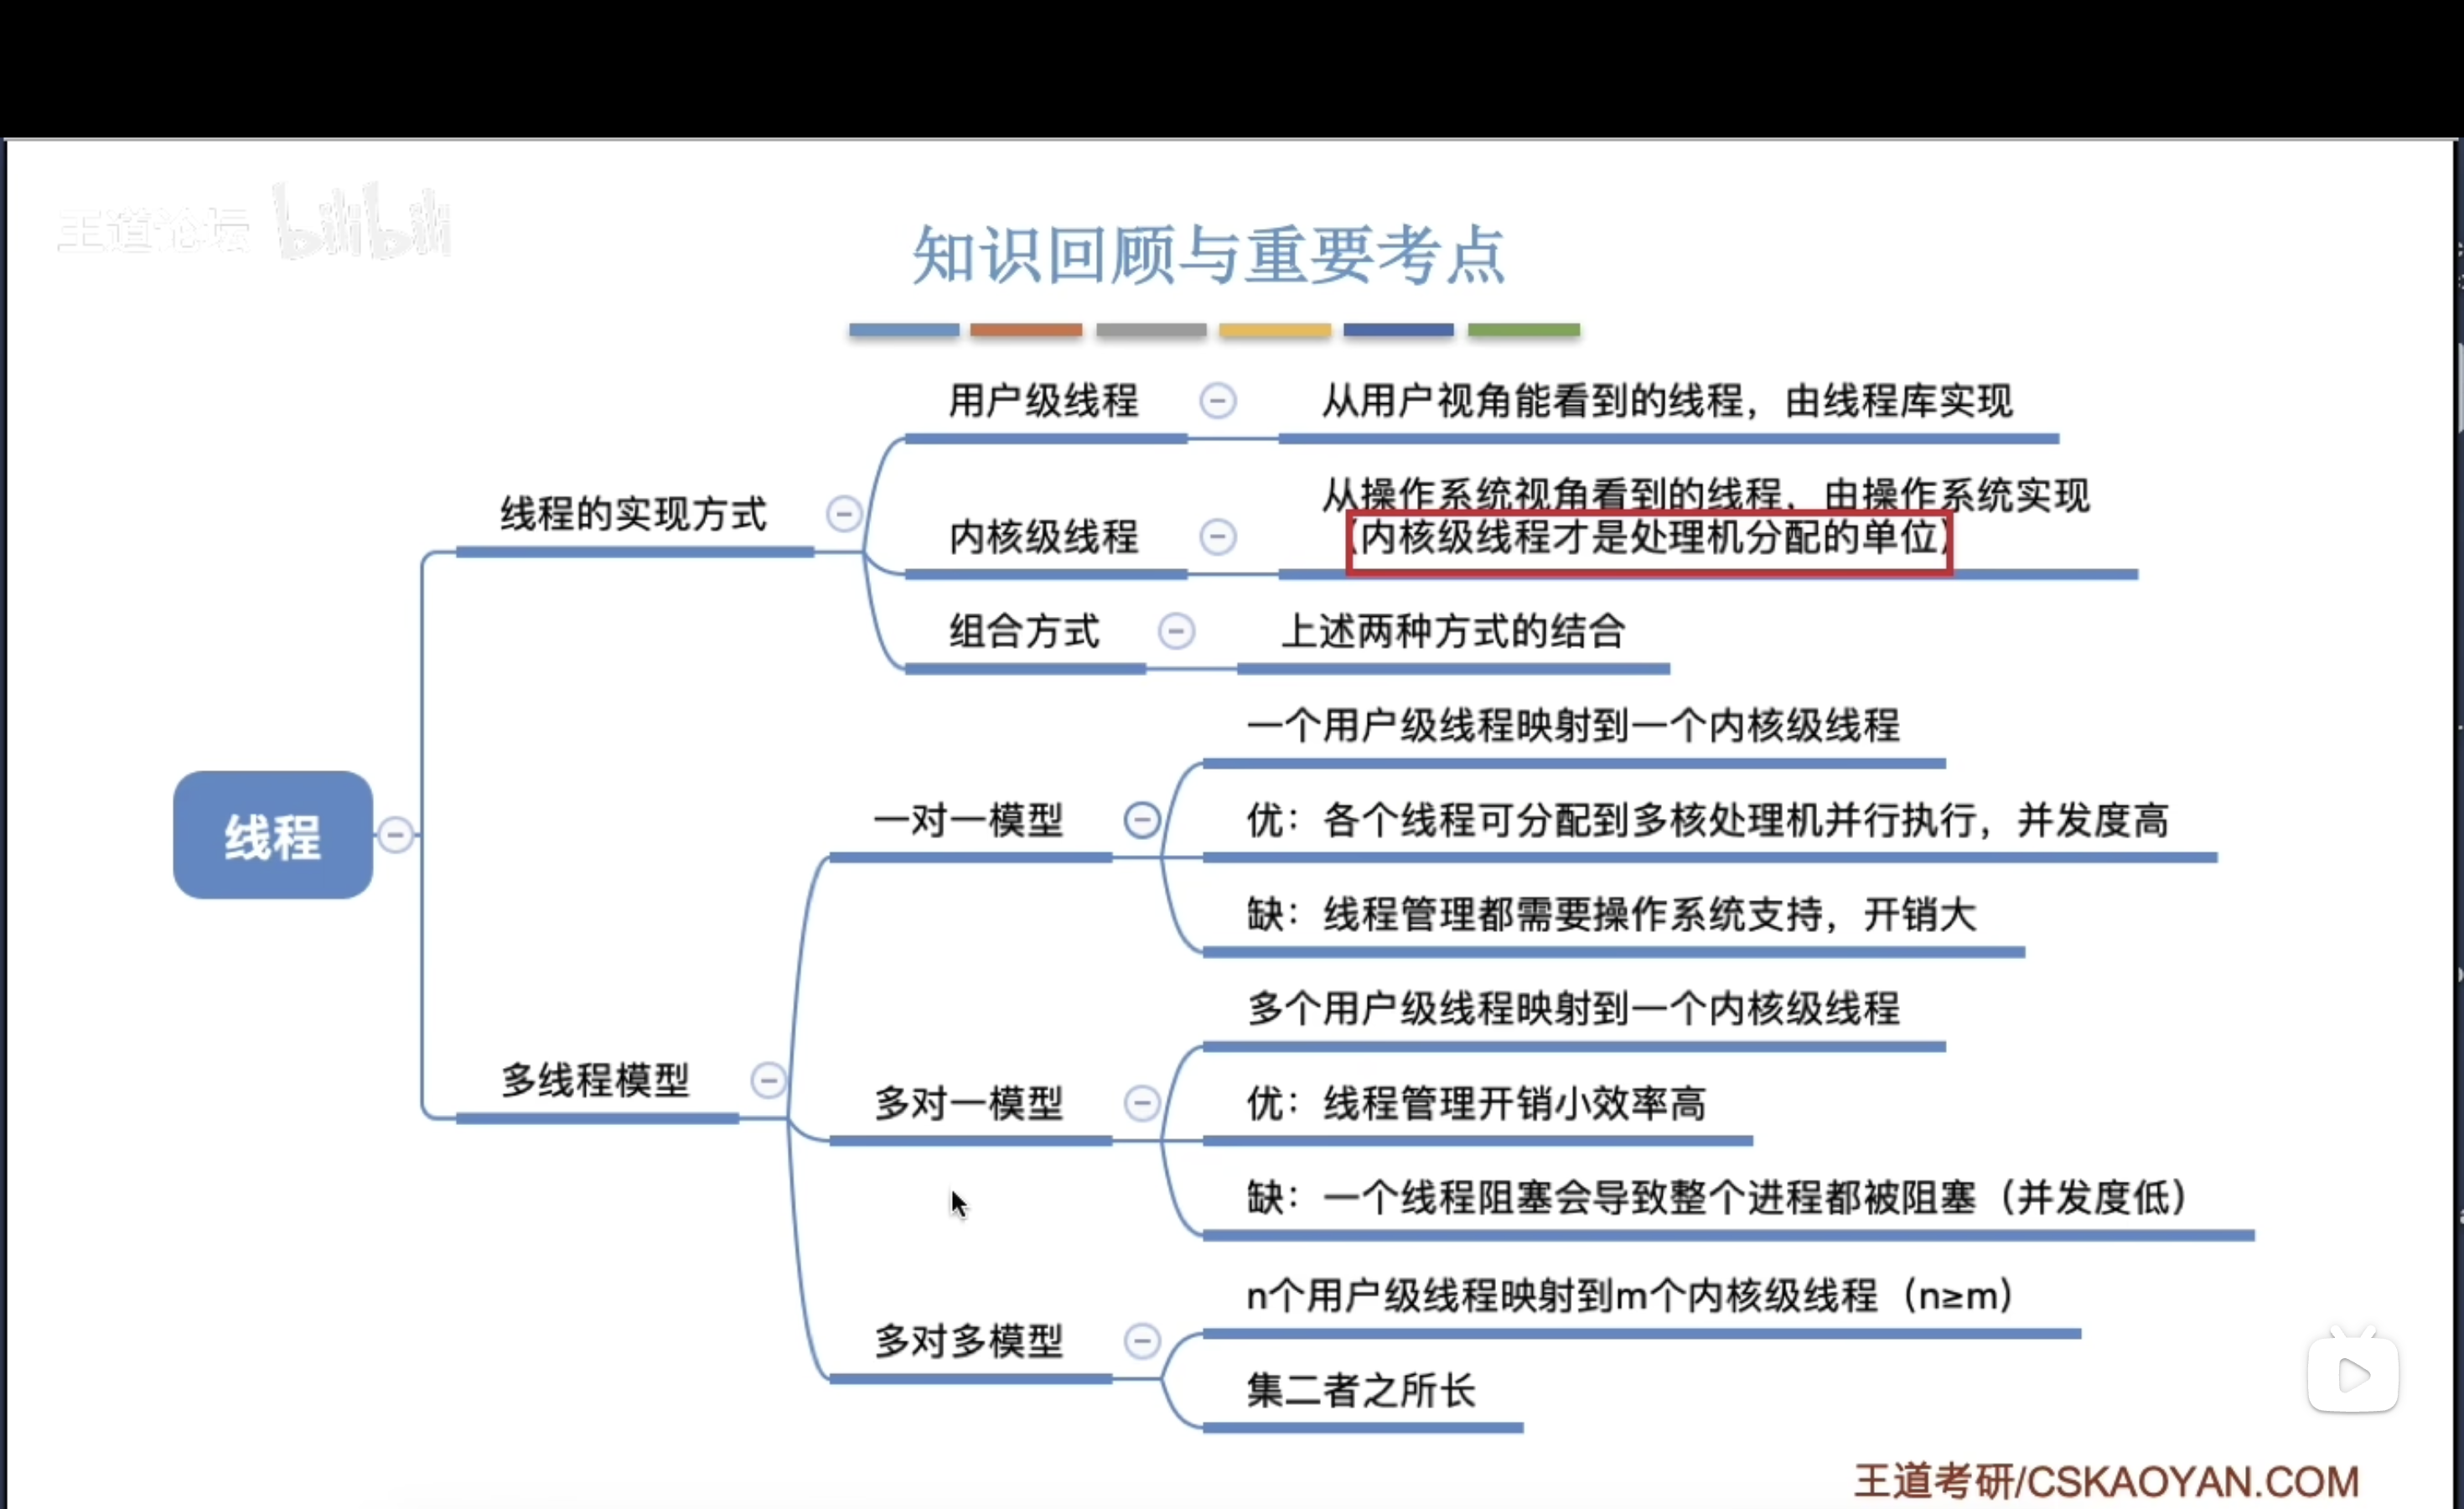 王道论坛 bilibili
知识回顾与重要考点
线程
线程的实现方式
用户级线程
从用户视角能看到的线程，由线程库实现
内核级线程
从操作系统视角看到的线程，由操作系统实现
（内核级线程才是处理机分配的单位）
组合方式
上述两种方式的结合
多线程模型
一对一模型
一个用户级线程映射到一个内核级线程
优：各个线程可分配到多核处理机并行执行，并发度高
缺：线程管理都需要操作系统支持，开销大
多对一模型
多个用户级线程映射到一个内核级线程
优：线程管理开销小效率高
缺：一个线程阻塞会导致整个进程都被阻塞（并发度低）
多对多模型
n个用户级线程映射到m个内核级线程（n≥m）
集二者之所长
王道考研/CSKAOYAN.COM